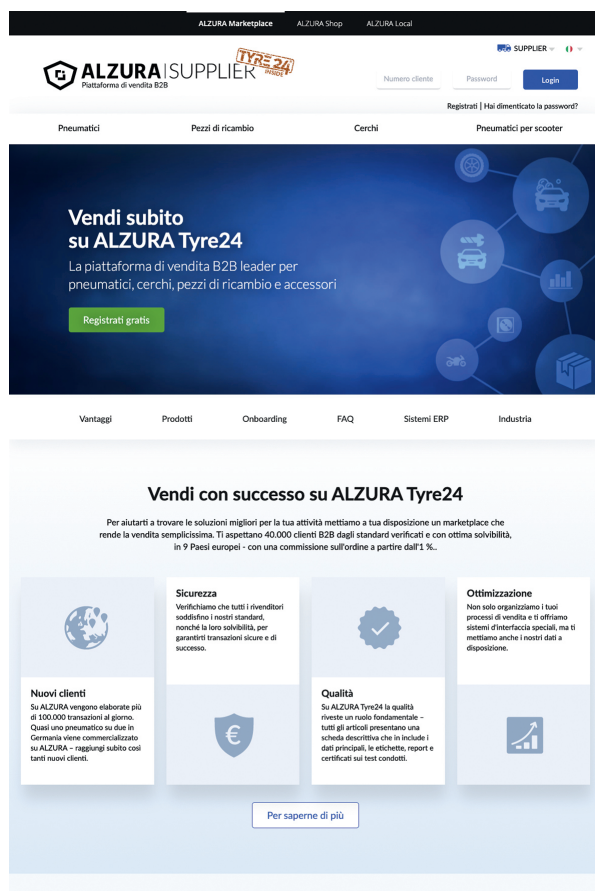 ALZURA Marketplace ALZURA Shop ALZURA Local
SUPPLIER
ALZURA SUPPLIER
TYRE24
INSIDE
Piattaforma di vendita B2B
Numero cliente Password Login
Registrati | Hai dimenticato la password?
Pneumatici Pezzi di ricambio Cerchi Pneumatici per scooter
Vendi subito
su ALZURA Tyre24
La piattaforma di vendita B2B leader per
pneumatici, cerchi, pezzi di ricambio e accessori
Registrati gratis
Vantaggi Prodotti Onboarding FAQ Sistemi ERP Industria
Vendi con successo su ALZURA Tyre24
Per aiutarti a trovare le soluzioni migliori per la tua attività mettiamo a tua disposizione un marketplace che
rende la vendita semplicissima. Ti aspettano 40.000 clienti B2B dagli standard verificati e con ottima solvibilità,
in 9 Paesi europei - con una commissione sull'ordine a partire dall'1 %..
Nuovi clienti
Su ALZURA vengono elaborate più
di 100.000 transazioni al giorno.
Quasi uno pneumatico su due in
Germania viene commercializzato
su ALZURA – raggiungi subito così
tanti nuovi clienti.
Sicurezza
Verifichiamo che tutti i rivenditori
soddisfino i nostri standard,
nonché la loro solvibilità, per
garantirti transazioni sicure e di
successo.
€
Qualità
Su ALZURA Tyre24 la qualità
riveste un ruolo fondamentale –
tutti gli articoli presentano una
scheda descrittiva che in include i
dati principali, le etichette, report e
certificati sui test condotti.
Ottimizzazione
Non solo organizziamo i tuoi
processi di vendita e ti offriamo
sistemi d'interfaccia speciali, ma ti
mettiamo anche i nostri dati a
disposizione.
Per saperne di più